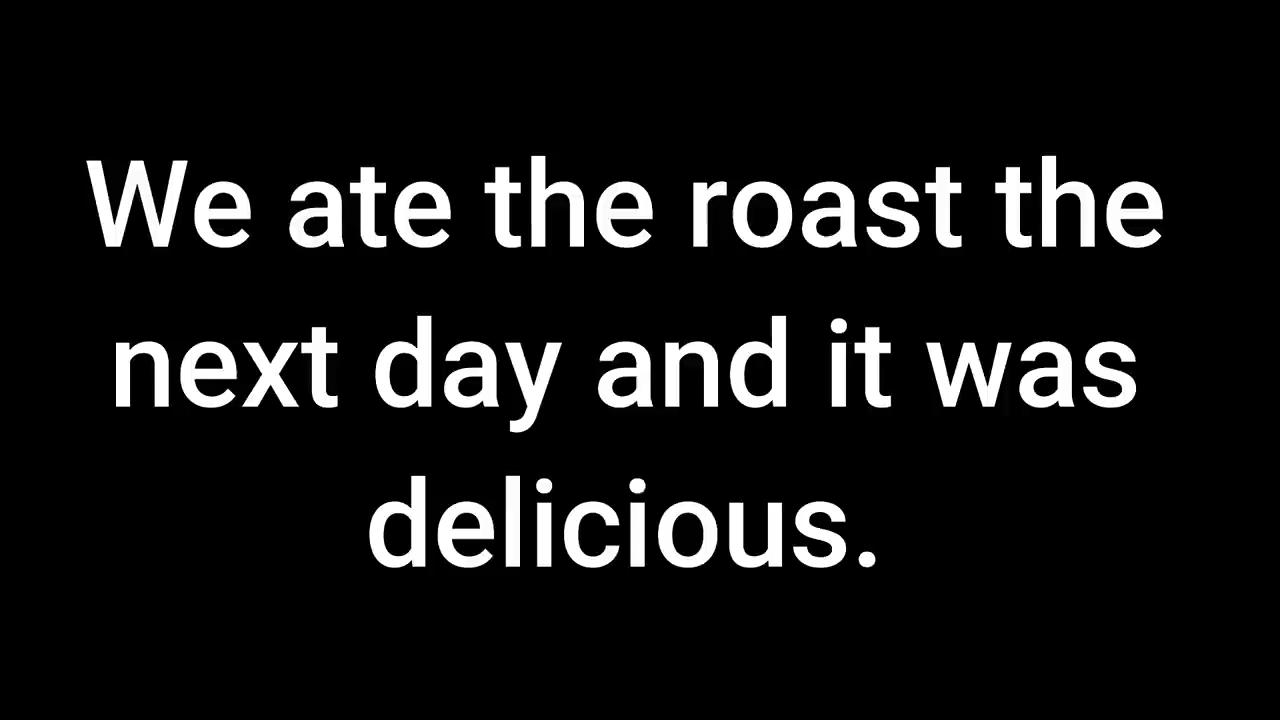 We ate the roast the
next day and it was
delicious.